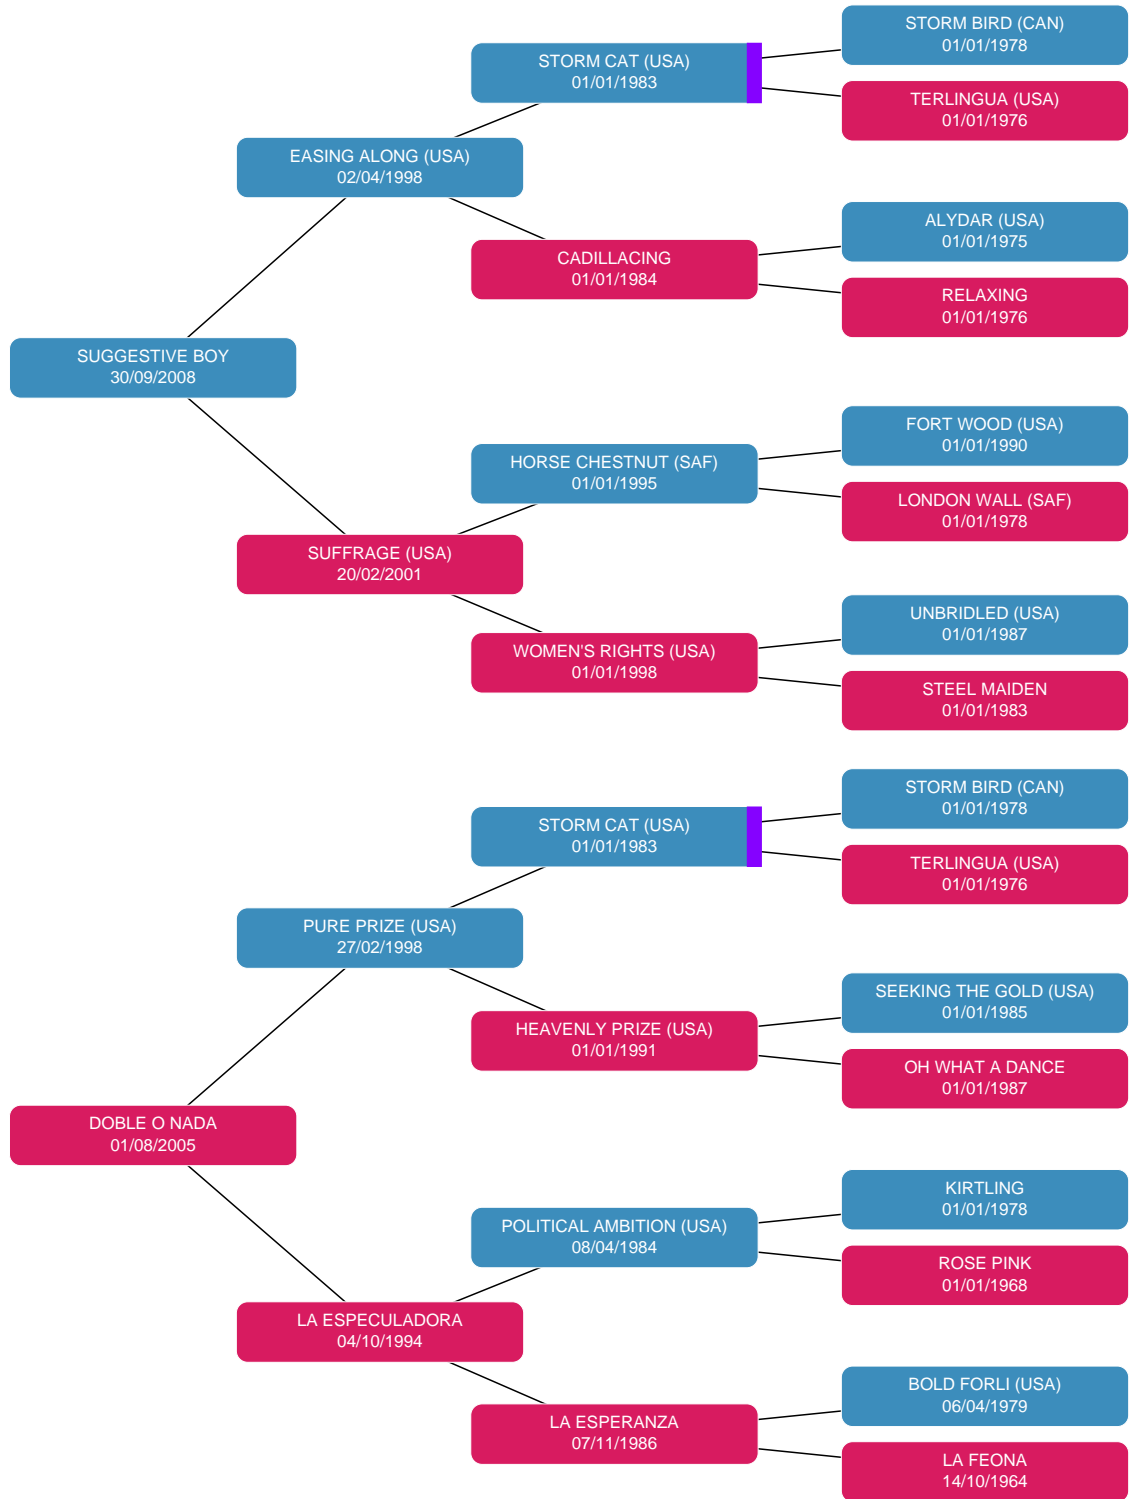 STORM BIRD (CAN)
01/01/1978
STORM CAT (USA)
01/01/1983
TERLINGUA (USA)
01/01/1976
EASING ALONG (USA)
02/04/1998
ALYDAR (USA)
01/01/1975
CADILLACING
01/01/1984
RELAXING
01/01/1976
SUGGESTIVE BOY
30/09/2008
FORT WOOD (USA)
01/01/1990
HORSE CHESTNUT (SAF)
01/01/1995
LONDON WALL (SAF)
01/01/1978
SUFFRAGE (USA)
20/02/2001
UNBRIDLED (USA)
01/01/1987
WOMEN'S RIGHTS (USA)
01/01/1998
STEEL MAIDEN
01/01/1983
STORM BIRD (CAN)
01/01/1978
STORM CAT (USA)
01/01/1983
TERLINGUA (USA)
01/01/1976
PURE PRIZE (USA)
27/02/1998
SEEKING THE GOLD (USA)
01/01/1985
HEAVENLY PRIZE (USA)
01/01/1991
OH WHAT A DANCE
01/01/1987
DOBLE O NADA
01/08/2005
KIRTLING
01/01/1978
POLITICAL AMBITION (USA)
08/04/1984
ROSE PINK
01/01/1968
LA ESPECULADORA
04/10/1994
BOLD FORLI (USA)
06/04/1979
LA ESPERANZA
07/11/1986
LA FEONA
14/10/1964